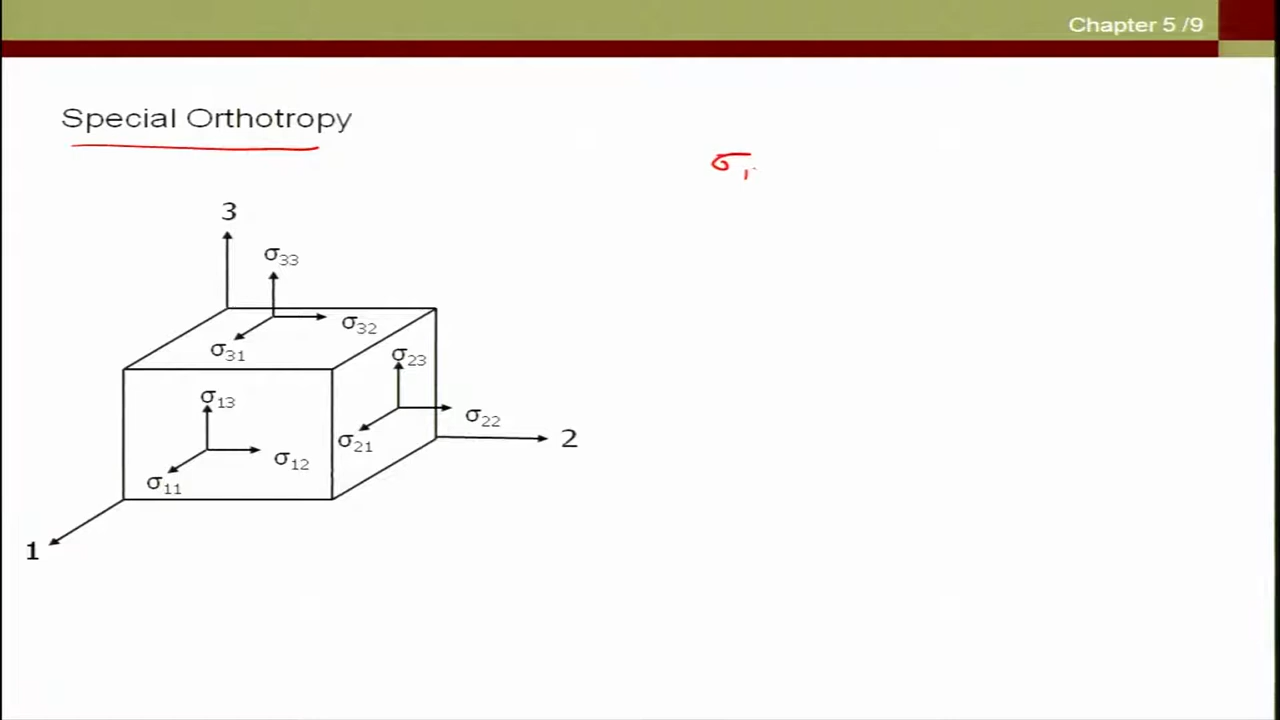 Chapter 5 /9
Special Orthotropy
σ₁
3
σ₃₃
σ₃₂
σ₃₁
σ₂₃
σ₁₃
σ₂₂
2
σ₂₁
σ₁₂
σ₁₁
1